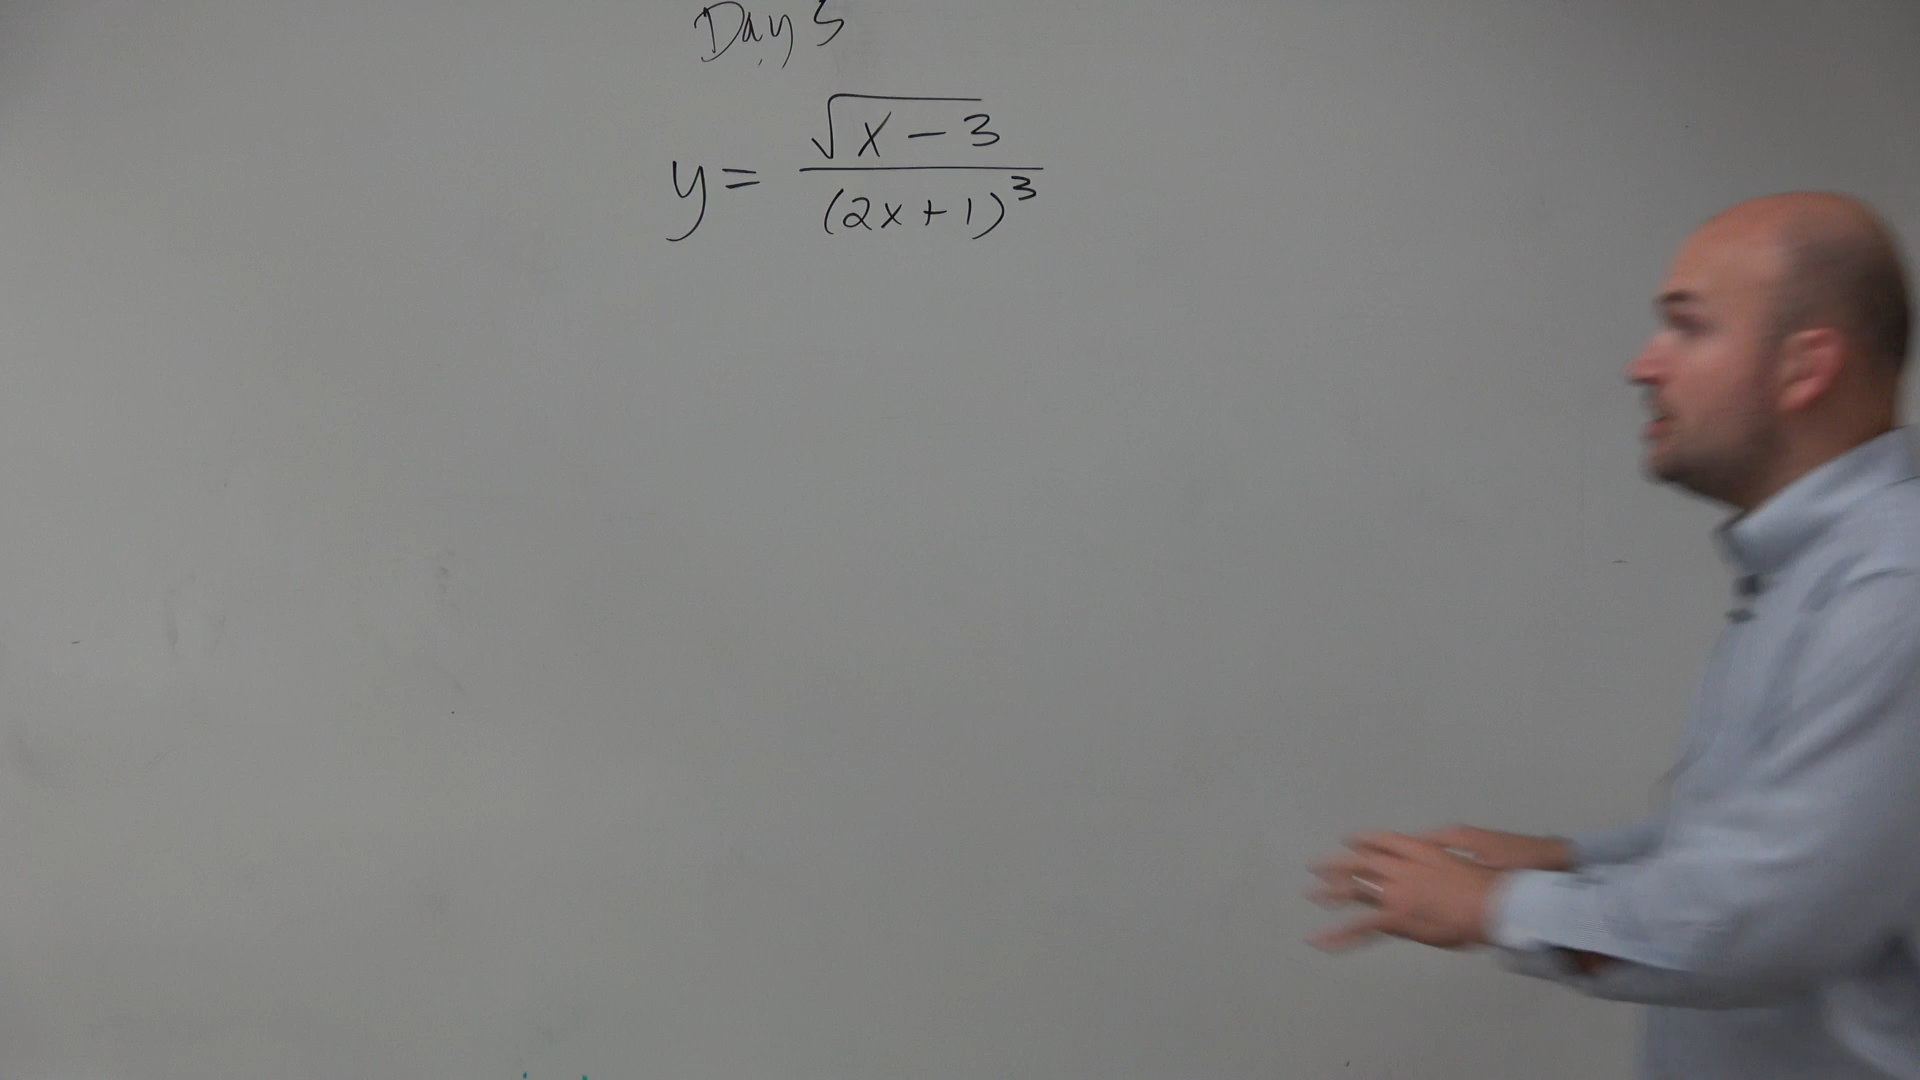 Day 3
y = √(x - 3) / (2x + 1)³